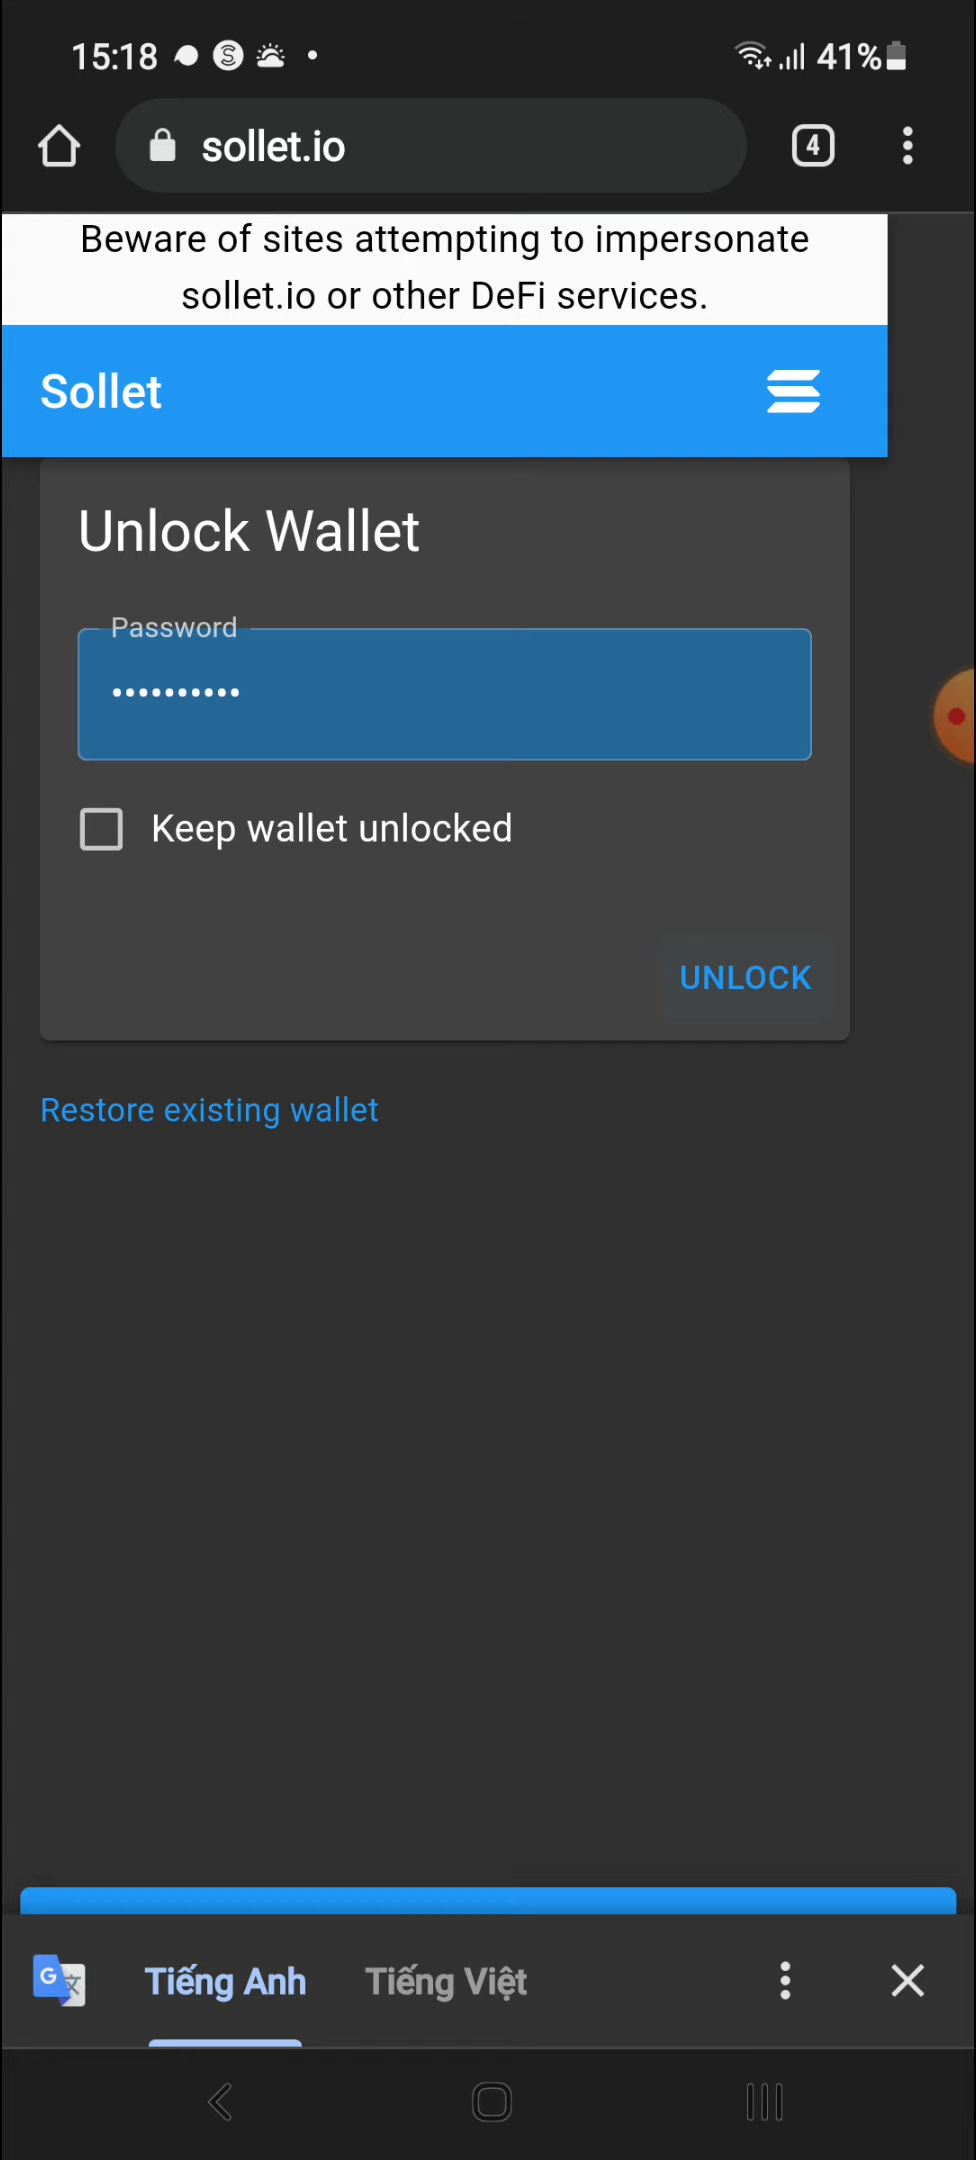 15:18
41%
sollet.io
4
Beware of sites attempting to impersonate
sollet.io or other DeFi services.
Sollet
Unlock Wallet
Password
••••••••••
Keep wallet unlocked
UNLOCK
Restore existing wallet
Tiếng Anh Tiếng Việt